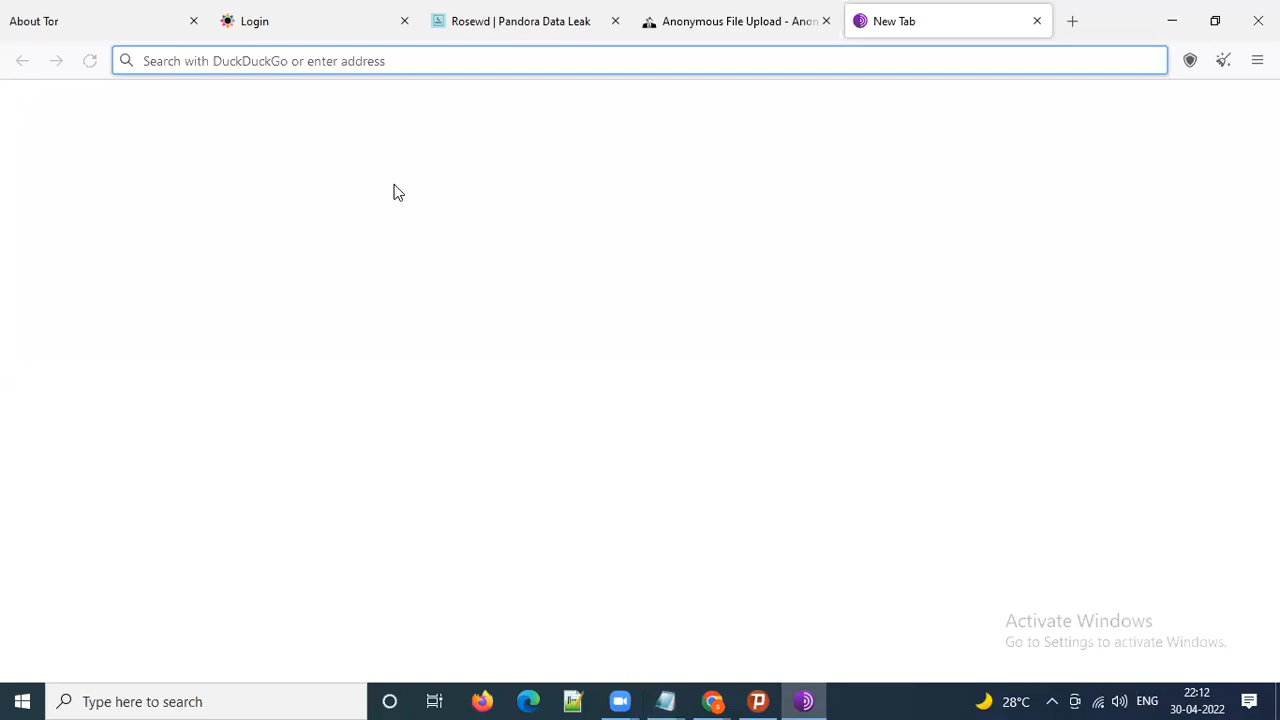 About Tor
Login
Rosewd | Pandora Data Leak
Anonymous File Upload - Anon
New Tab
Search with DuckDuckGo or enter address
Activate Windows
Go to Settings to activate Windows.
Type here to search
28°C
ENG
22:12
30-04-2022